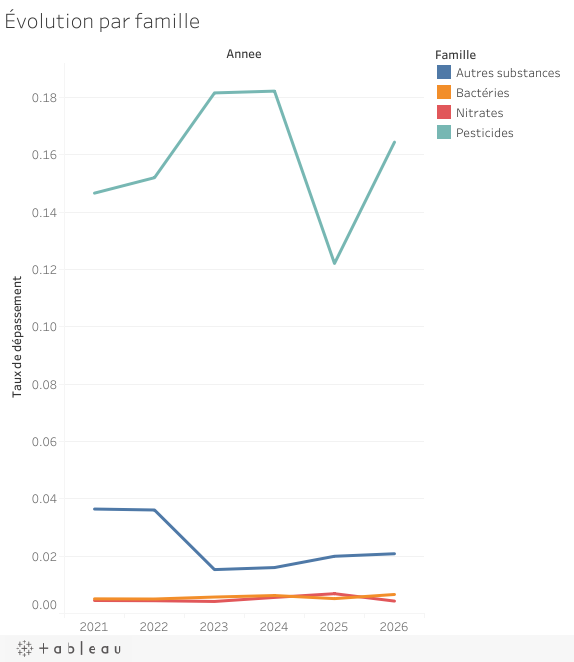 Évolution par famille
Annee
Famille
Autres substances
Bactéries
Nitrates
Pesticides
Taux de dépassement
0.18
0.16
0.14
0.12
0.10
0.08
0.06
0.04
0.02
0.00
2021 2022 2023 2024 2025 2026
+ a b l e a u